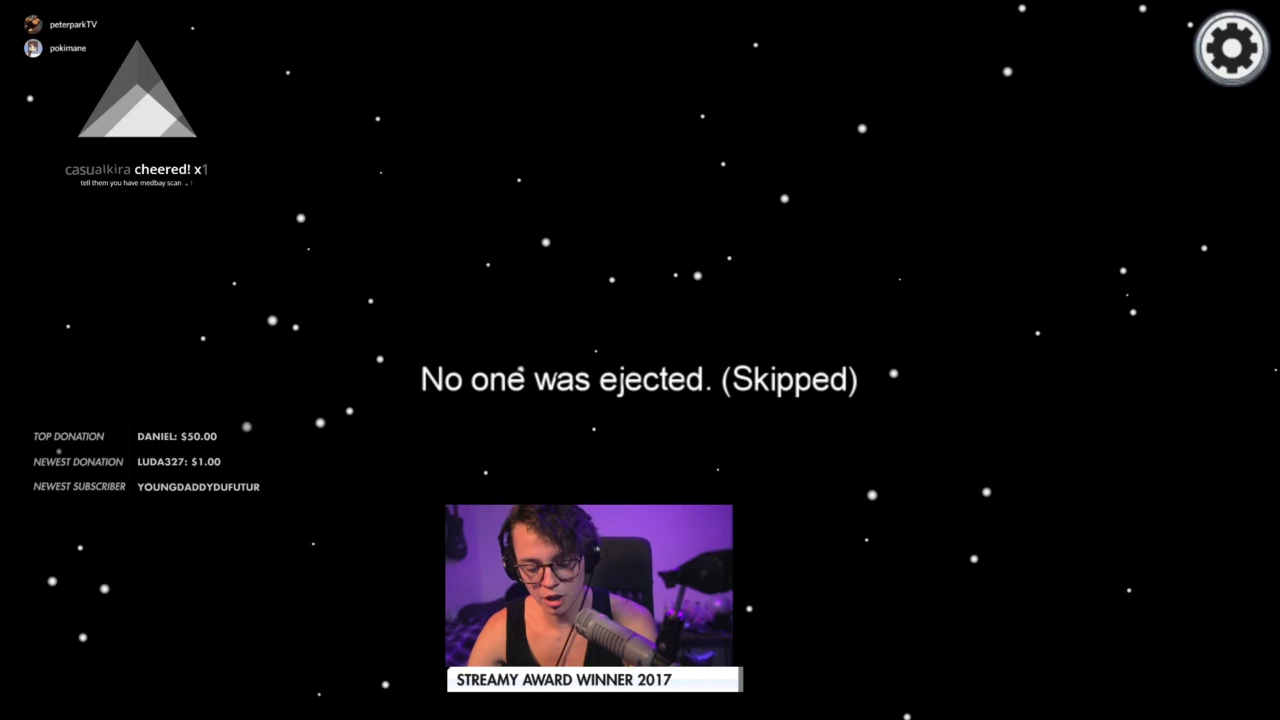 peterparkTV
pokimane
casualkira cheered! x1
tell them you have medbay scan
No one was ejected. (Skipped)
TOP DONATION DANIEL: $50.00
NEWEST DONATION LUDA327: $1.00
NEWEST SUBSCRIBER YOUNGDADDYDUFUTUR
STREAMY AWARD WINNER 2017